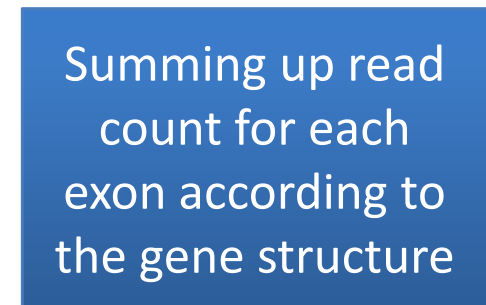 Summing up read
count for each
exon according to
the gene structure